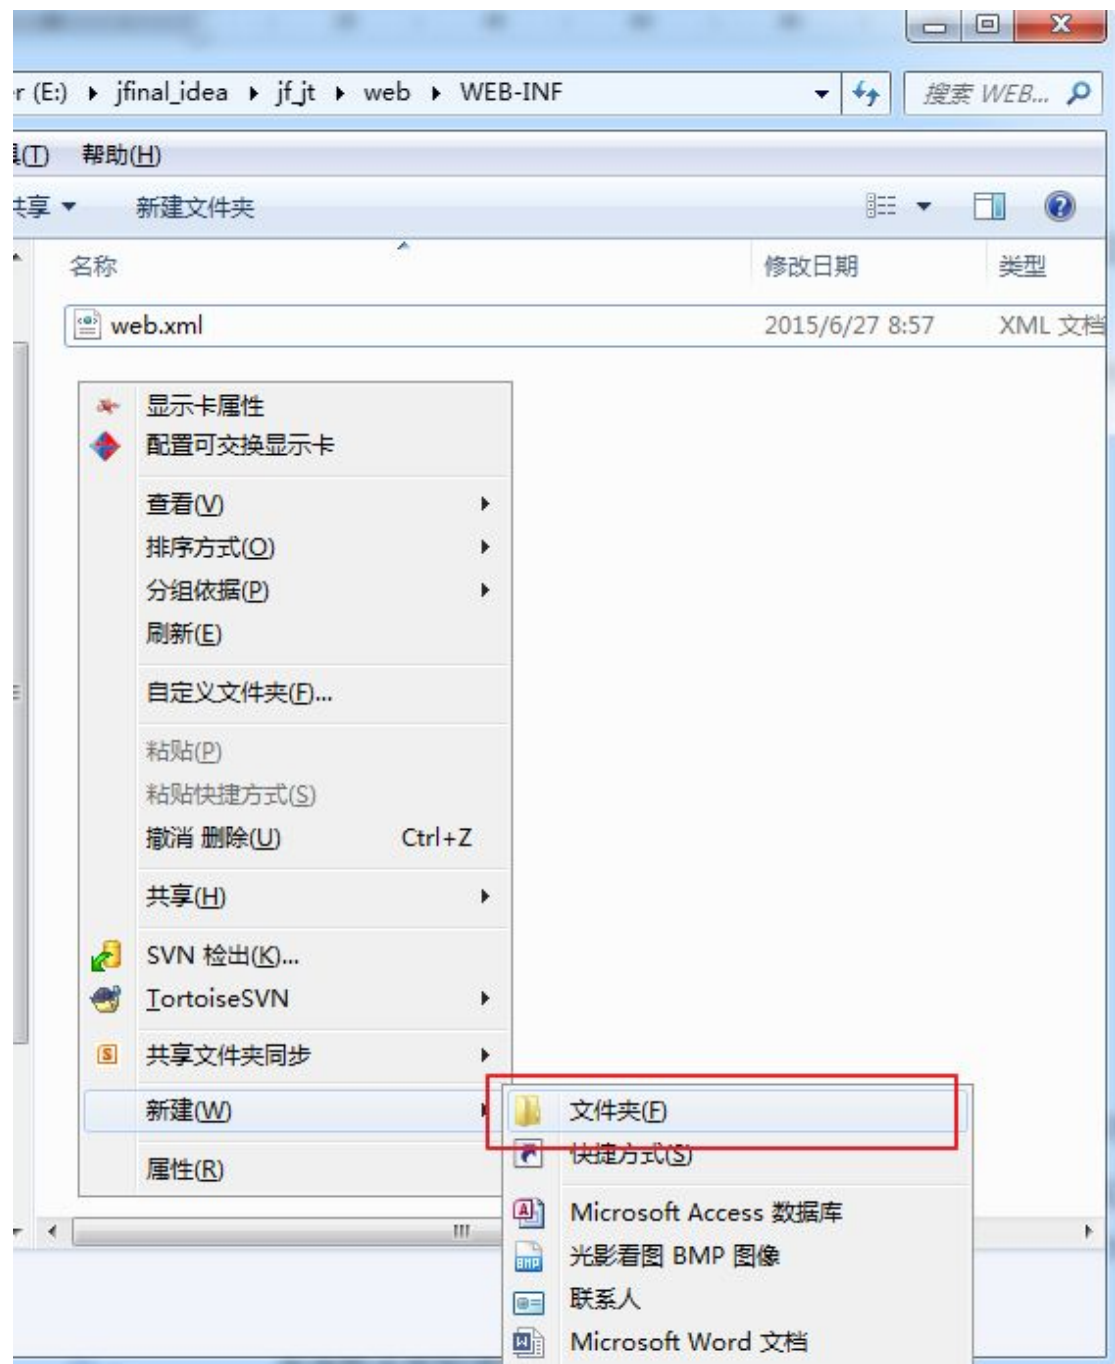 r (E:) ▸ jfinal_idea ▸ jf_jt ▸ web ▸ WEB-INF
搜索 WEB...
(T) 帮助(H)
共享 新建文件夹
名称 修改日期 类型
web.xml 2015/6/27 8:57 XML 文档
显示卡属性
配置可交换显示卡
查看(V)
排序方式(O)
分组依据(P)
刷新(E)
自定义文件夹(F)...
粘贴(P)
粘贴快捷方式(S)
撤消 删除(U) Ctrl+Z
共享(H)
SVN 检出(K)...
TortoiseSVN
共享文件夹同步
新建(W)
属性(R)
文件夹(F)
快捷方式(S)
Microsoft Access 数据库
光影看图 BMP 图像
联系人
Microsoft Word 文档